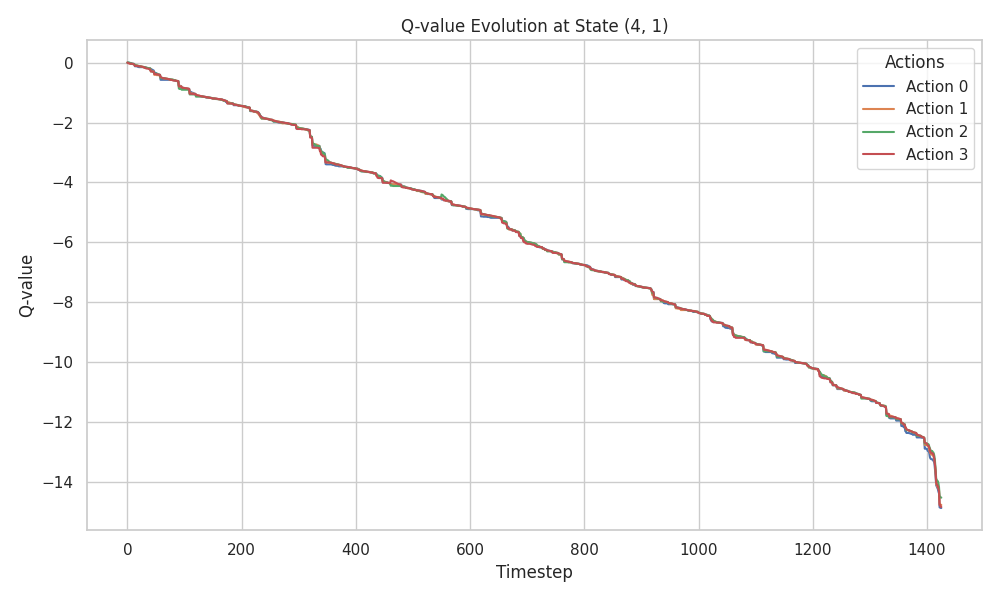 Q-value Evolution at State (4, 1)
Q-value
0
−2
−4
−6
−8
−10
−12
−14
Actions
Action 0
Action 1
Action 2
Action 3
0
200
400
600
800
1000
1200
1400
Timestep